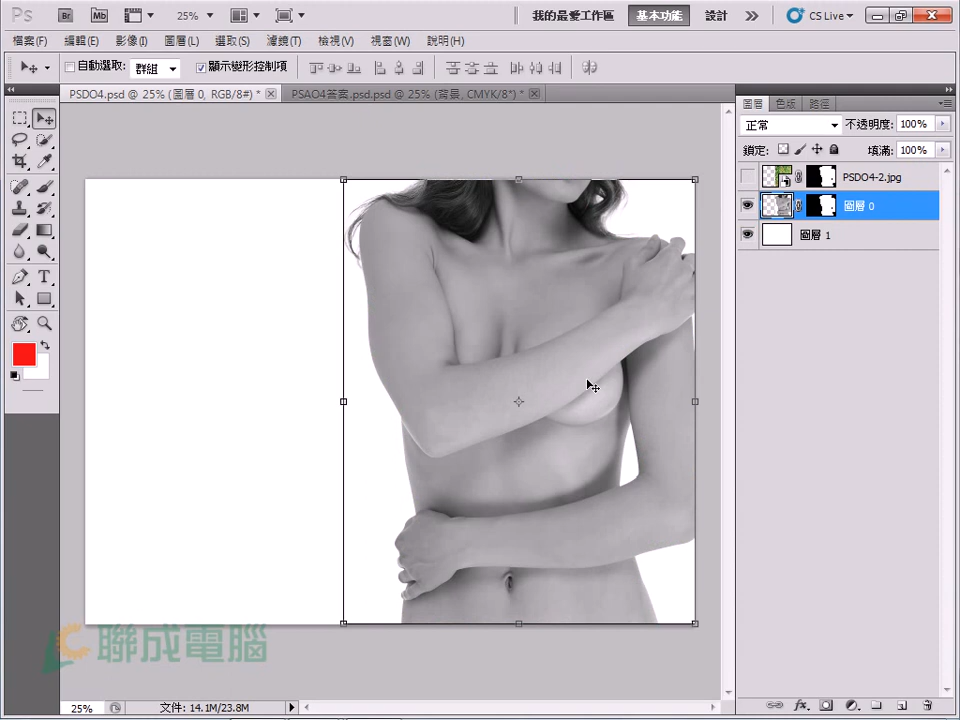 Ps Br Mb 25% 我的最愛工作區 基本功能 設計 CS Live
檔案(F) 編輯(E) 影像(I) 圖層(L) 選取(S) 濾鏡(T) 檢視(V) 視窗(W) 說明(H)
自動選取: 群組 顯示變形控制項
PSDO4.psd @ 25% (圖層 0, RGB/8#) * PSAO4答案.psd.psd @ 25% (背景, CMYK/8*) *
圖層 色版 路徑
正常 不透明度: 100%
鎖定: 填滿: 100%
PSDO4-2.jpg
圖層 0
圖層 1
T
聯成電腦
25% 文件: 14.1M/23.8M
fx